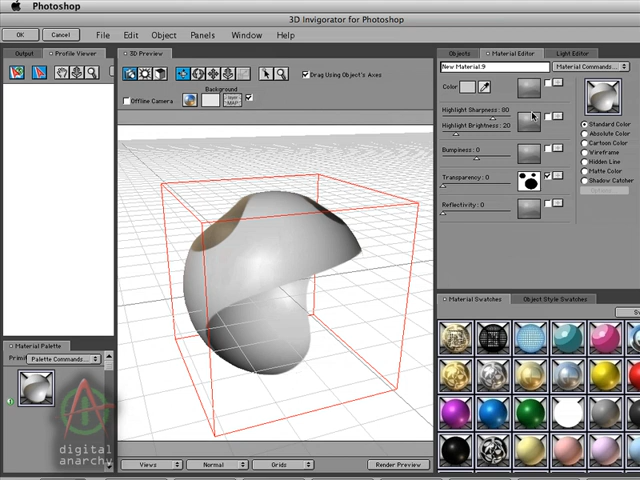 Photoshop
3D Invigorator for Photoshop
OK
Cancel
File
Edit
Object
Panels
Window
Help
Output
Profile Viewer
3D Preview
Drag Using Object's Axes
Offline Camera
Background
layer
MAP
Objects
Material Editor
Light Editor
New Material 9
Material Commands...
Color
Highlight Sharpness: 80
Highlight Brightness: 20
Bumpiness: 0
Transparency: 0
Reflectivity: 0
Standard Color
Absolute Color
Cartoon Color
Wireframe
Hidden Line
Matte Color
Shadow Catcher
Options...
Material Swatches
Object Style Swatches
Material Palette
Primi
Palette Commands...
digital
anarchy
Views
Normal
Grids
Render Preview